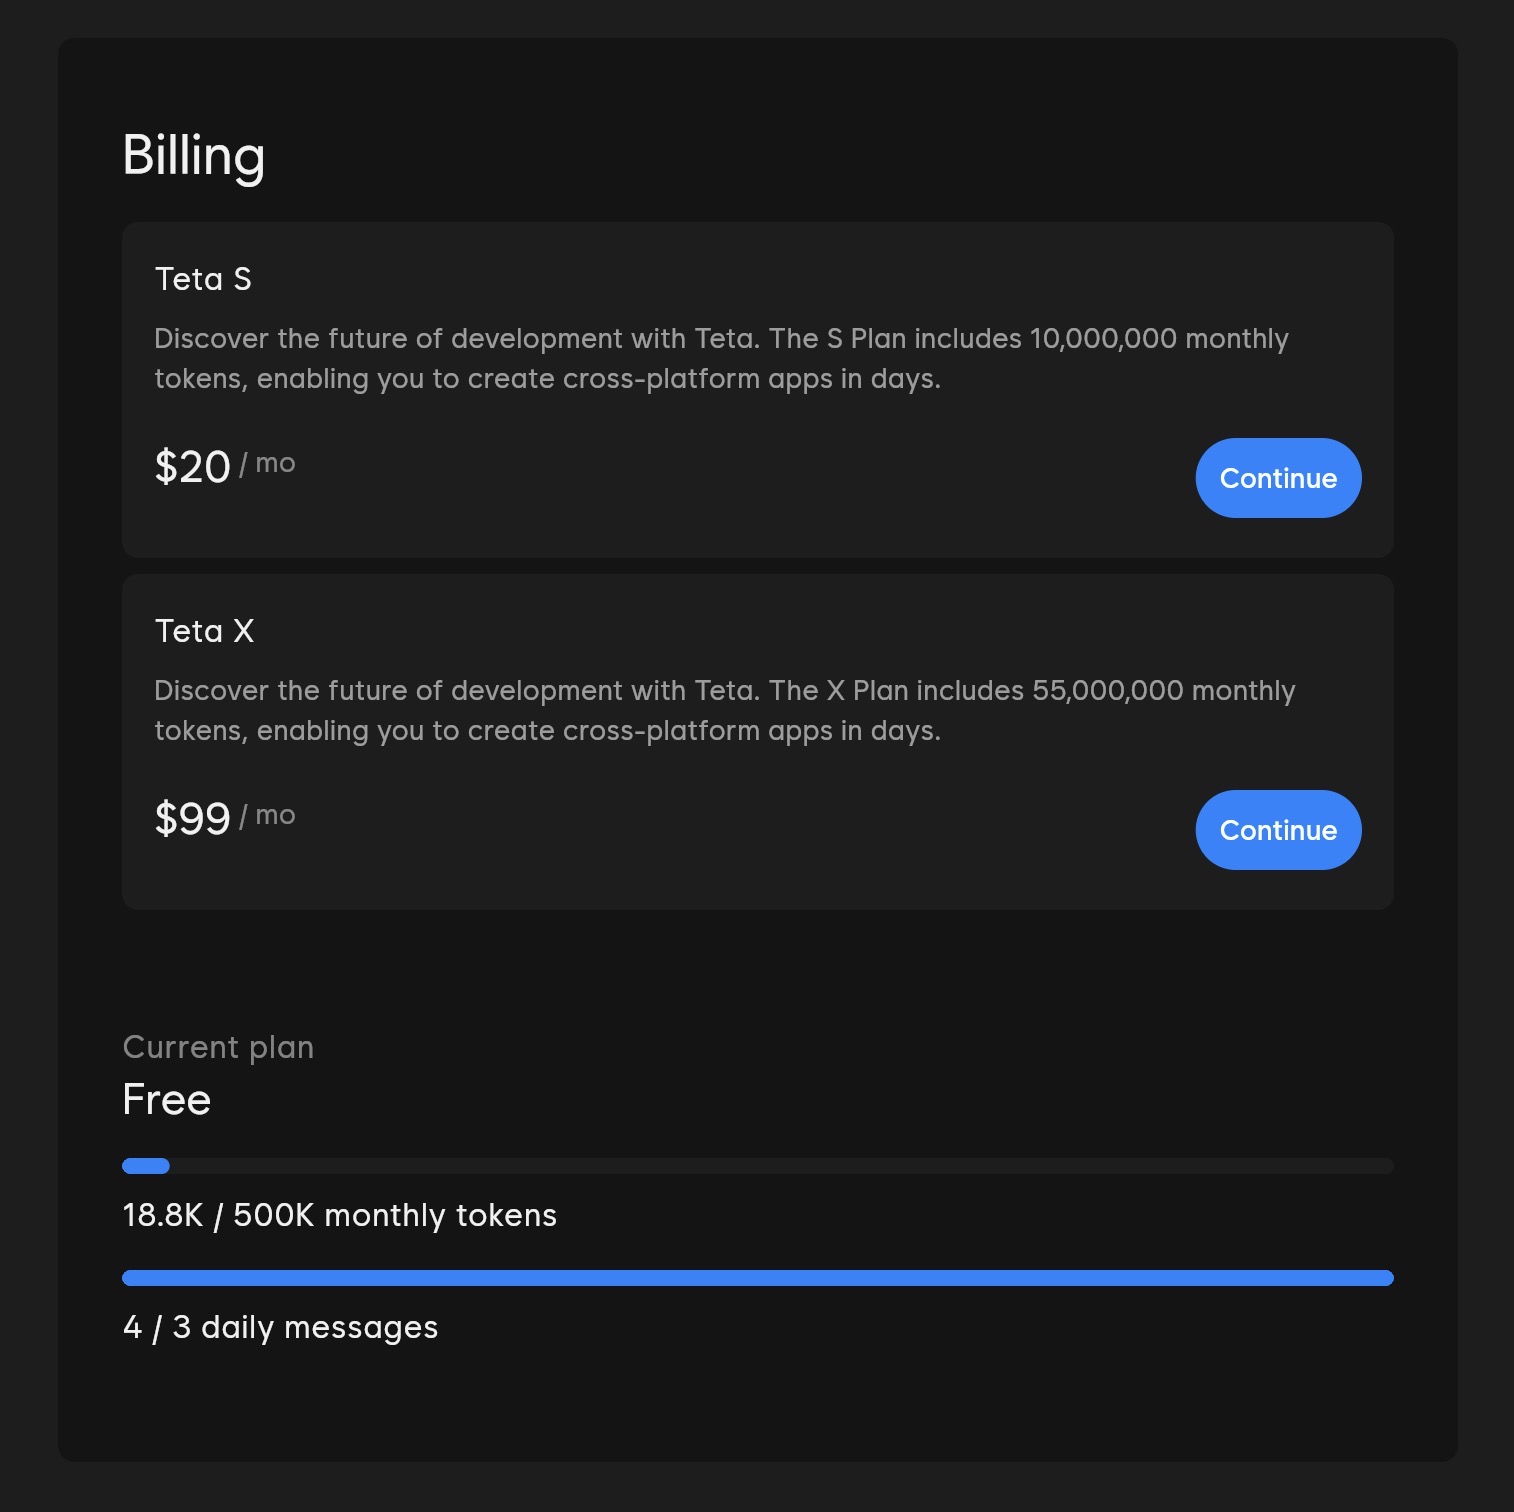 Billing
Teta S
Discover the future of development with Teta. The S Plan includes 10,000,000 monthly
tokens, enabling you to create cross-platform apps in days.
$20 / mo
Continue
Teta X
Discover the future of development with Teta. The X Plan includes 55,000,000 monthly
tokens, enabling you to create cross-platform apps in days.
$99 / mo
Continue
Current plan
Free
18.8K / 500K monthly tokens
4 / 3 daily messages